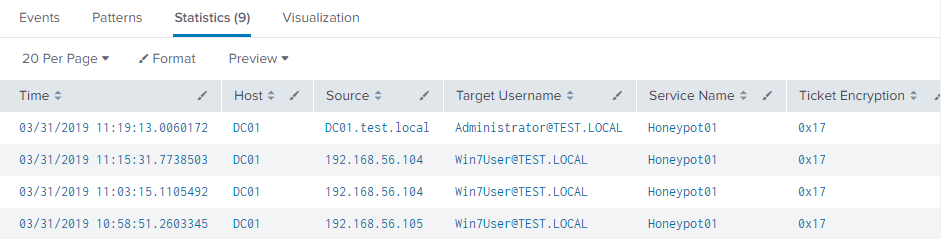 Events Patterns Statistics (9) Visualization
20 Per Page Format Preview
Time Host Source Target Username Service Name Ticket Encryption
03/31/2019 11:19:13.0060172 DC01 DC01.test.local Administrator@TEST.LOCAL Honeypot01 0x17
03/31/2019 11:15:31.7738503 DC01 192.168.56.104 Win7User@TEST.LOCAL Honeypot01 0x17
03/31/2019 11:03:15.1105492 DC01 192.168.56.104 Win7User@TEST.LOCAL Honeypot01 0x17
03/31/2019 10:58:51.2603345 DC01 192.168.56.105 Win7User@TEST.LOCAL Honeypot01 0x17